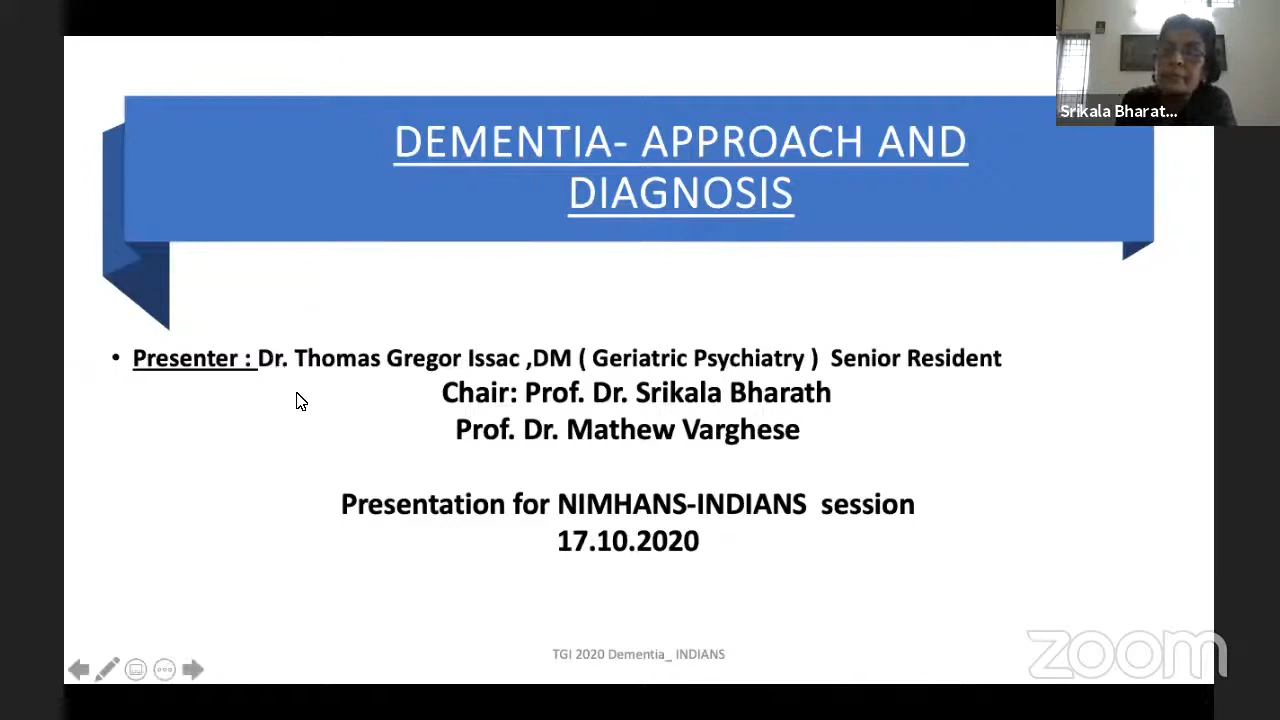 DEMENTIA- APPROACH AND
DIAGNOSIS
Srikala Bharat...
• Presenter : Dr. Thomas Gregor Issac ,DM ( Geriatric Psychiatry ) Senior Resident
Chair: Prof. Dr. Srikala Bharath
Prof. Dr. Mathew Varghese
Presentation for NIMHANS-INDIANS session
17.10.2020
TGI 2020 Dementia_ INDIANS
zoom